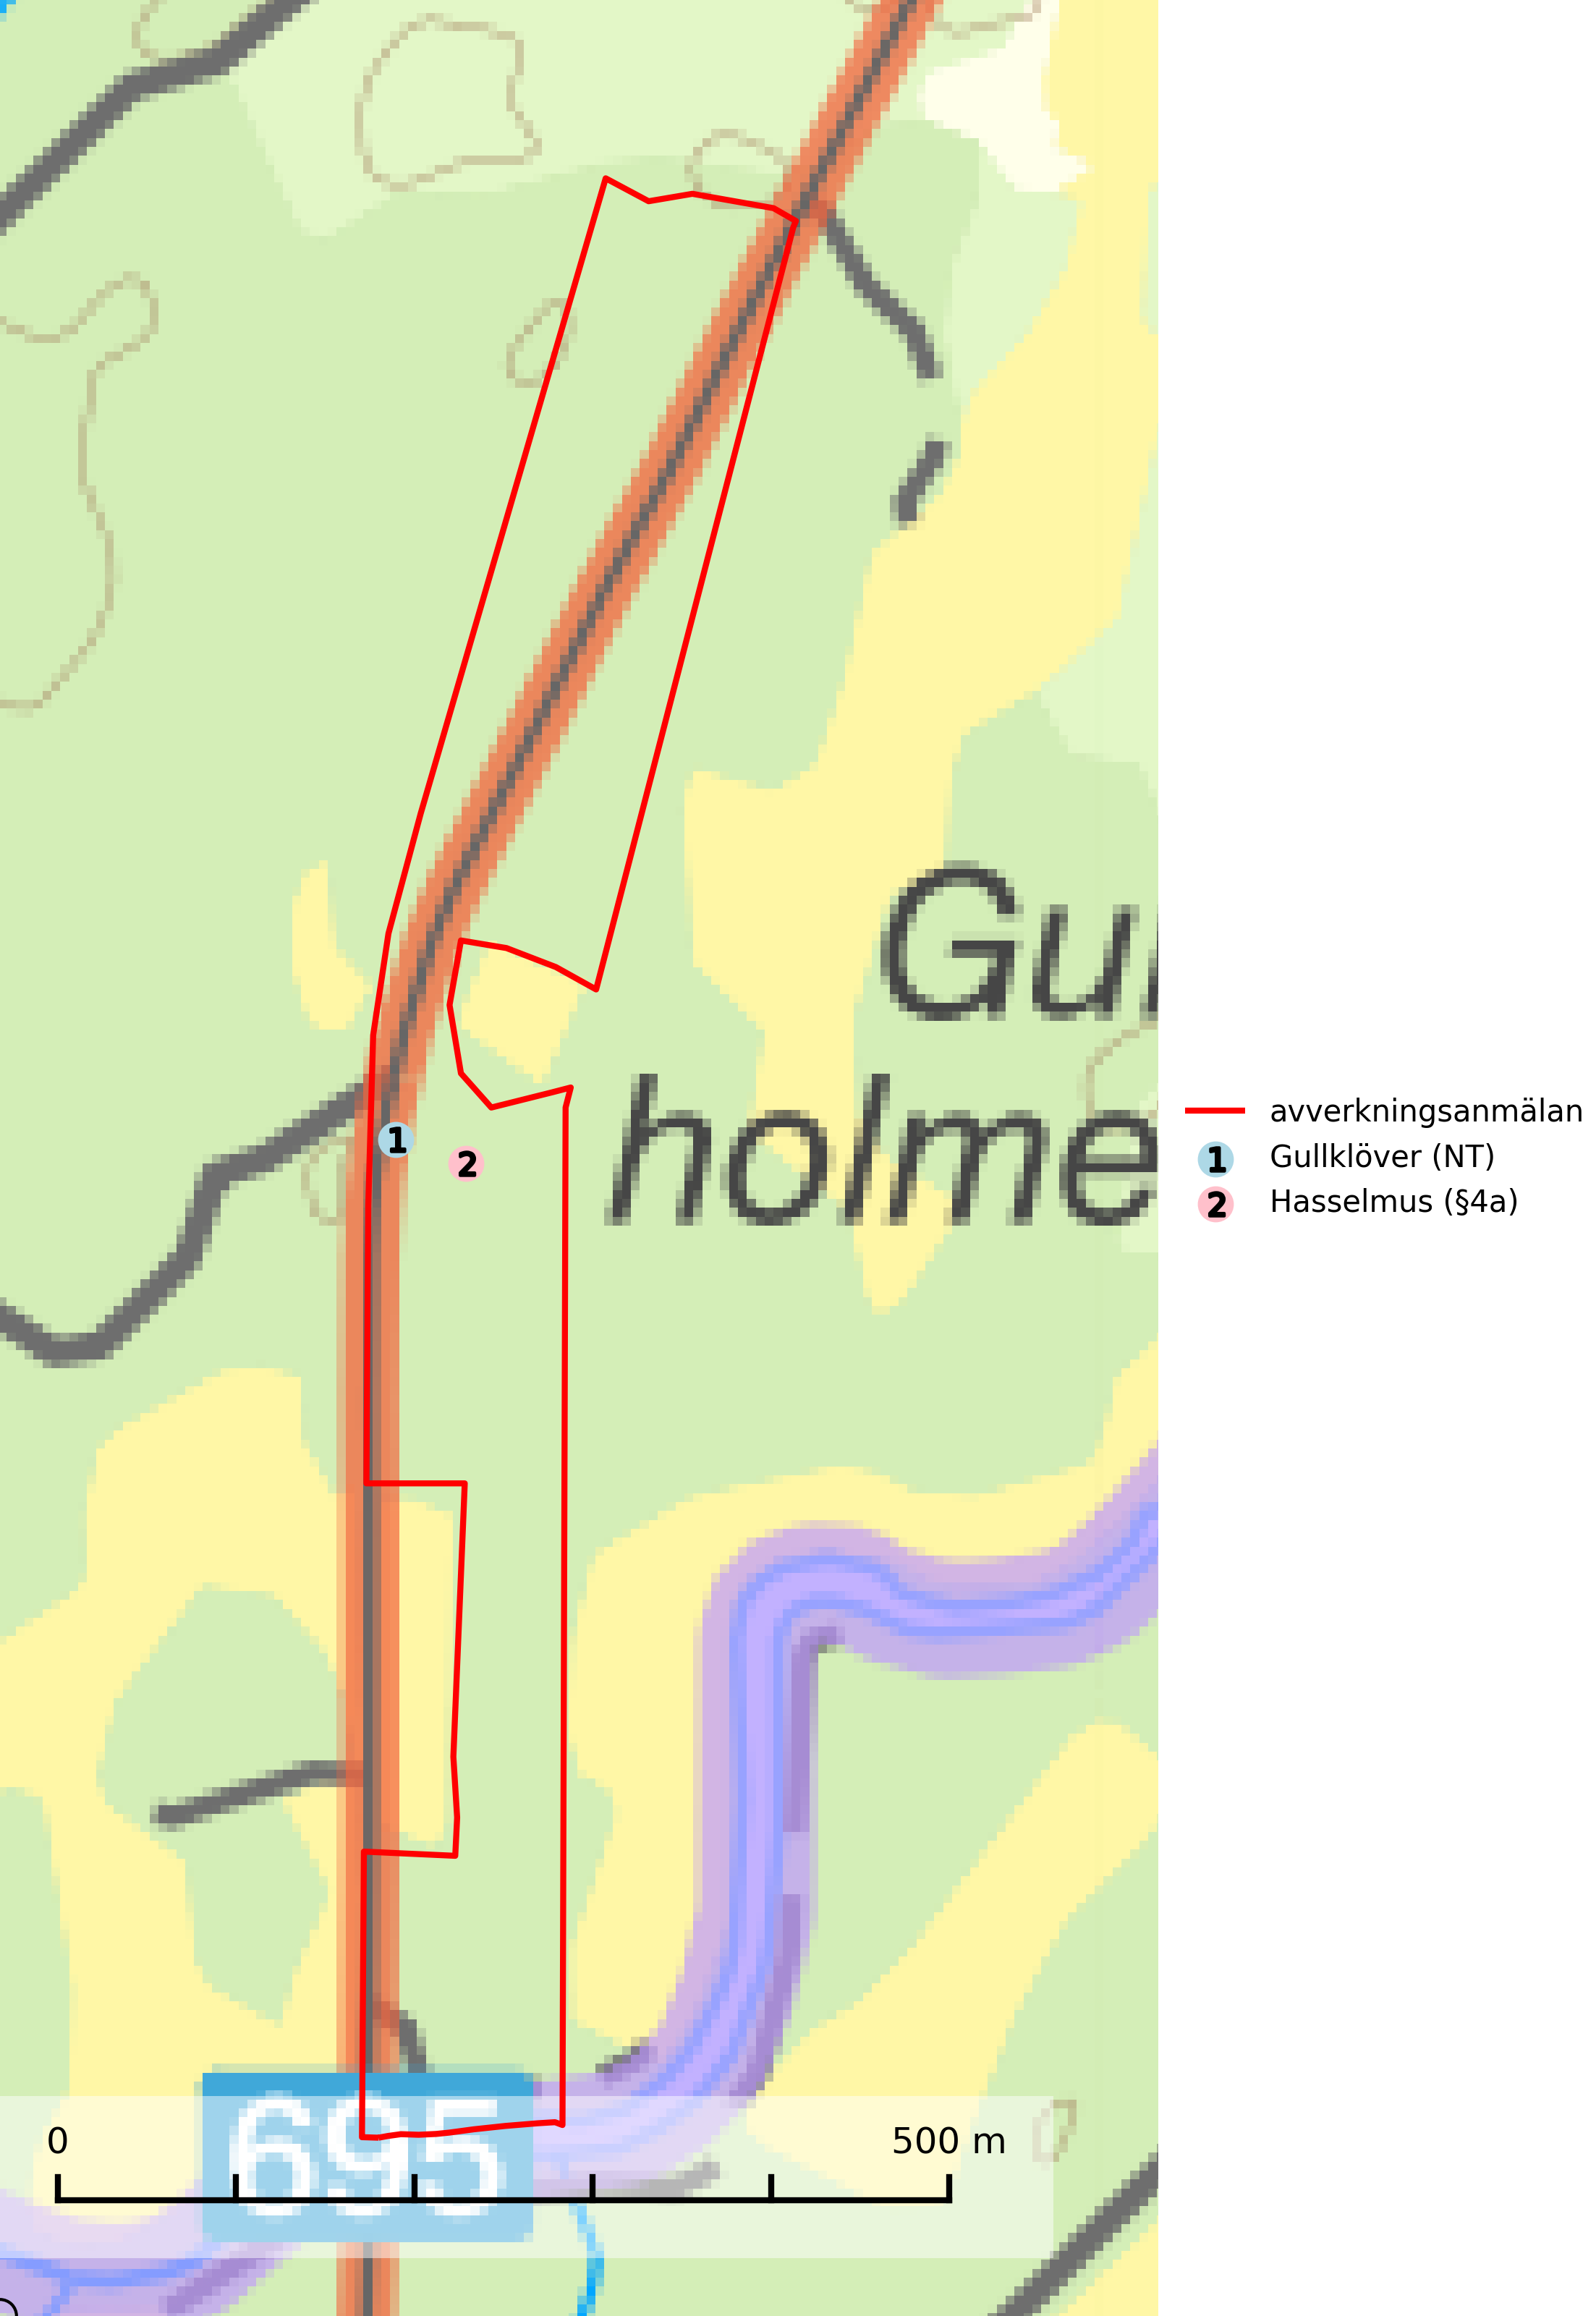 Gul
holme
1
2
avverkningsanmälan
1 Gullklöver (NT)
2 Hasselmus (§4a)
695
0 500 m